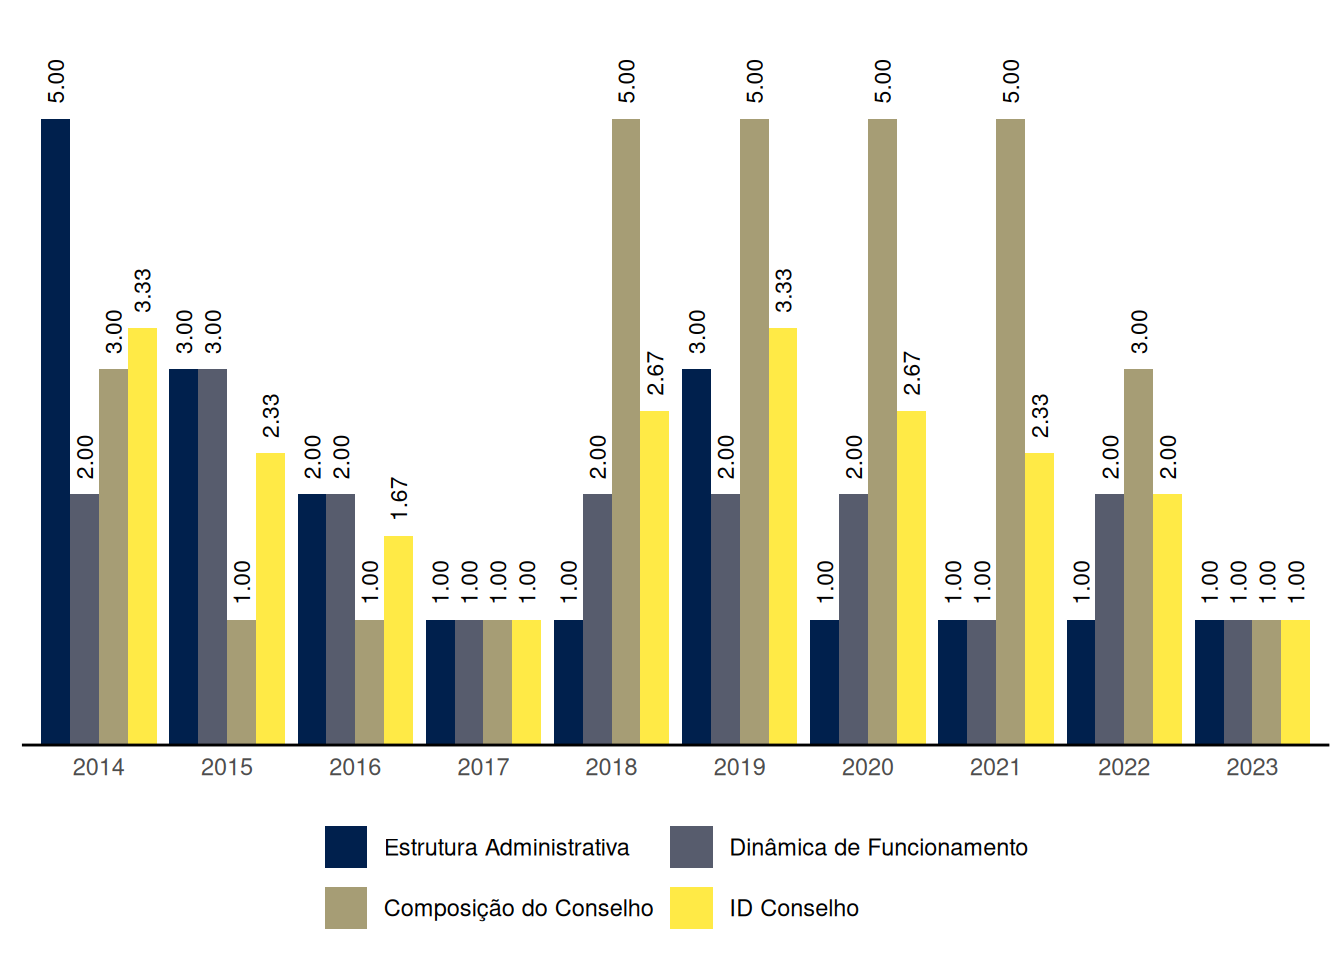 5.00 2.00 3.00 3.33 3.00 3.00 1.00 2.33 2.00 2.00 1.00 1.67 1.00 1.00 1.00 1.00 1.00 2.00 5.00 2.67 3.00 2.00 5.00 3.33 1.00 2.00 5.00 2.67 1.00 1.00 5.00 2.33 1.00 2.00 3.00 2.00 1.00 1.00 1.00 1.00
2014 2015 2016 2017 2018 2019 2020 2021 2022 2023
Estrutura Administrativa Dinâmica de Funcionamento
Composição do Conselho ID Conselho